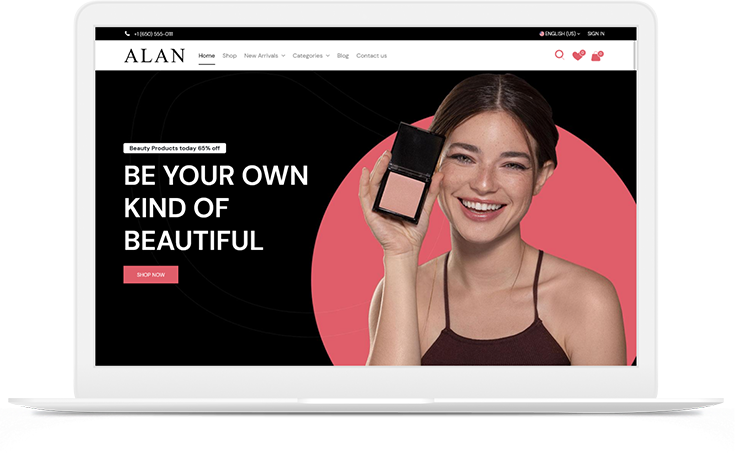 +1 (650) 555-0111
ENGLISH (US)
SIGN IN
ALAN
Home
Shop
New Arrivals
Categories
Blog
Contact us
0
0
Beauty Products today 65% off
BE YOUR OWN
KIND OF
BEAUTIFUL
SHOP NOW